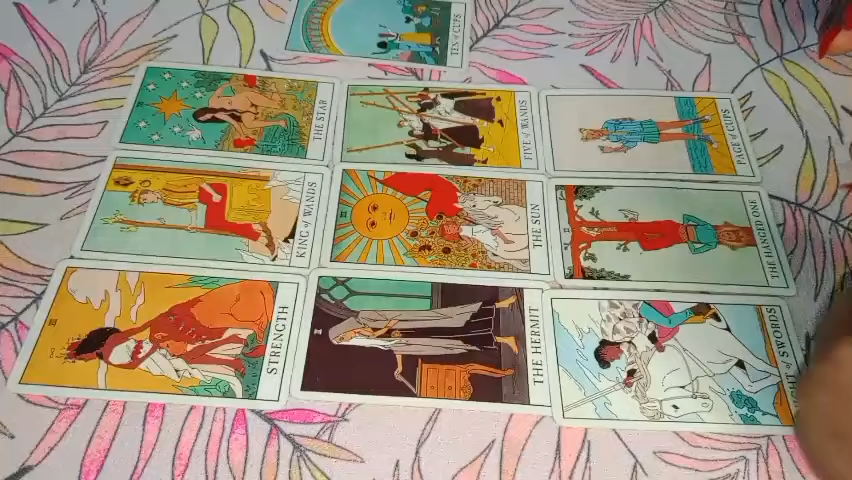 TEN of CUPS
THE STAR
FIVE of WANDS
PAGE of CUPS
KING of WANDS
THE SUN
THE HANGED ONE
STRENGTH
THE HERMIT
OF SWORDS